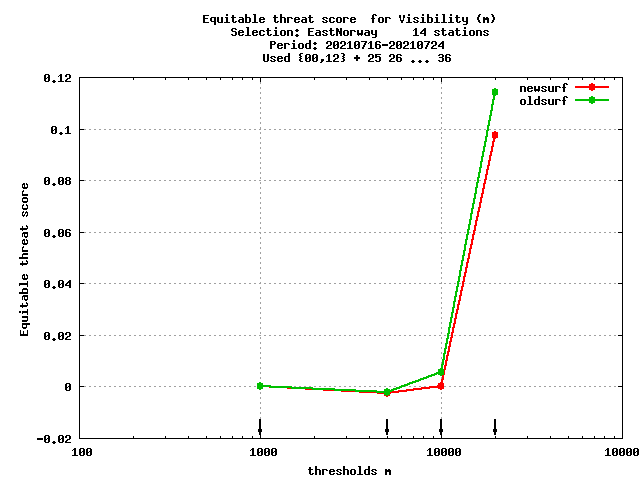 Equitable threat score  for Visibility (m)
Selection: EastNorway     14 stations
Period: 20210716-20210724
Used {00,12} + 25 26 ... 36
newsurf
oldsurf
0.12
0.1
0.08
0.06
0.04
0.02
0
-0.02
Equitable threat score
100 1000 10000 10000
thresholds m